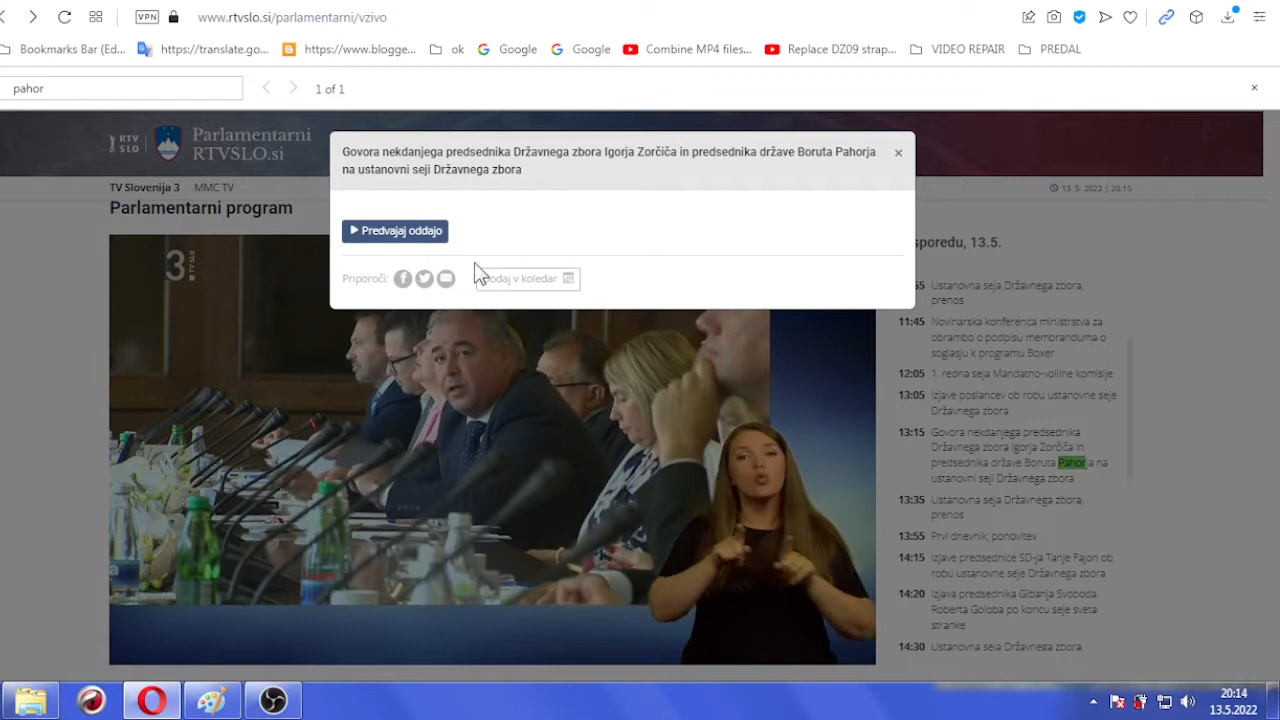 VPN
www.rtvslo.si/parlamentarni/vzivo
Bookmarks Bar (Ed...
https://translate.go...
https://www.blogge...
ok
Google
Google
Combine MP4 files...
Replace DZ09 strap...
VIDEO REPAIR
PREDAL
pahor
1 of 1
RTV
SLO
Parlamentarni
RTVSLO.si
Govora nekdanjega predsednika Državnega zbora Igorja Zorčiča in predsednika države Boruta Pahorja
na ustanovni seji Državnega zbora
TV Slovenija 3
MMC TV
13. 5. 2022 | 20:15
Parlamentarni program
Predvajaj oddajo
Priporoči:
odaj v koledar
3
TV SLO
sporedu, 13.5.
55 Ustanovna seja Državnega zbora,
prenos
11:45 Novinarska konferenca ministrstva za
obrambo o podpisu memoranduma o
soglasju k programu Boxer
12:05 1. redna seja Mandatno-volilne komisije
13:05 Izjave poslancev ob robu ustanovne seje
Državnega zbora
13:15 Govora nekdanjega predsednika
Državnega zbora Igorja Zorčiča in
predsednika države Boruta Pahorja na
ustanovni seji Državnega zbora
13:35 Ustanovna seja Državnega zbora,
prenos
13:55 Prvi dnevnik, ponovitev
14:15 Izjave predsednice SD-ja Tanje Fajon ob
robu ustanovne seje Državnega zbora
14:20 Izjava predsednika Gibanja Svoboda
Roberta Goloba po koncu seje sveta
stranke
14:30 Ustanovna seja Državnega zbora,
20:14
13.5.2022